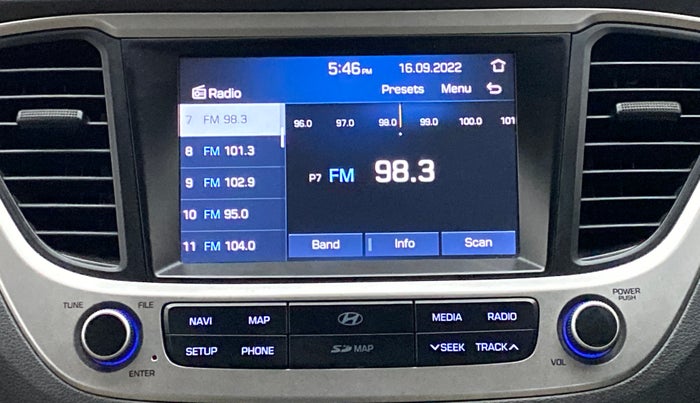 5:46 PM 16.09.2022
Radio Presets Menu
7 FM 98.3
96.0 97.0 98.0 99.0 100.0 101
8 FM 101.3
P7 FM 98.3
9 FM 102.9
10 FM 95.0
11 FM 104.0
Band Info Scan
TUNE FILE
ENTER
NAVI MAP
SETUP PHONE
SD MAP
MEDIA RADIO
SEEK TRACK
POWER
PUSH
VOL